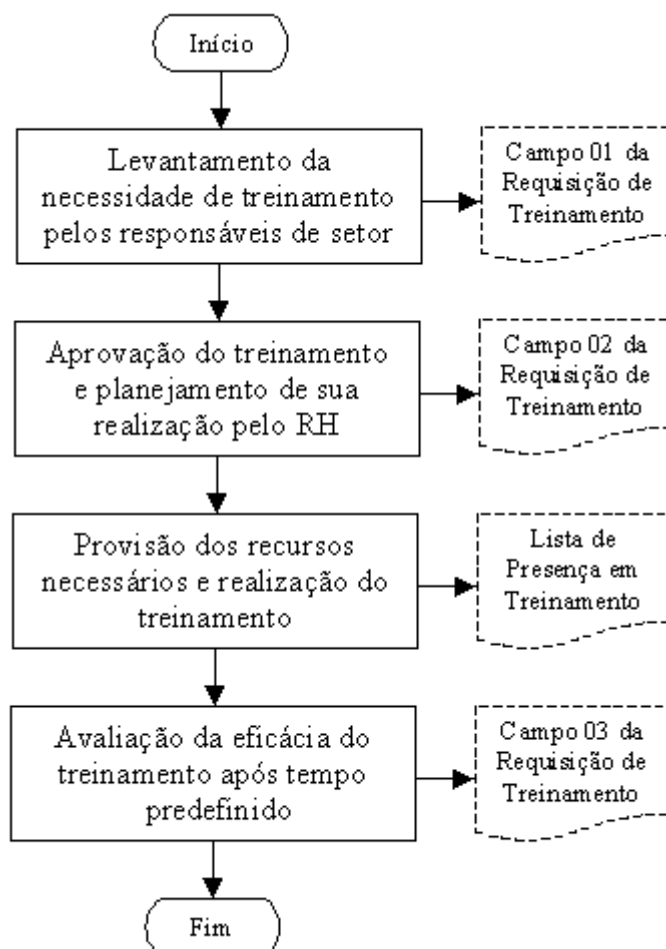 Início
Levantamento da
necessidade de treinamento
pelos responsáveis de setor
Campo 01 da
Requisição de
Treinamento
Aprovação do treinamento
e planejamento de sua
realização pelo RH
Campo 02 da
Requisição de
Treinamento
Provisão dos recursos
necessários e realização do
treinamento
Lista de
Presença em
Treinamento
Avaliação da eficácia do
treinamento após tempo
predefinido
Campo 03 da
Requisição de
Treinamento
Fim